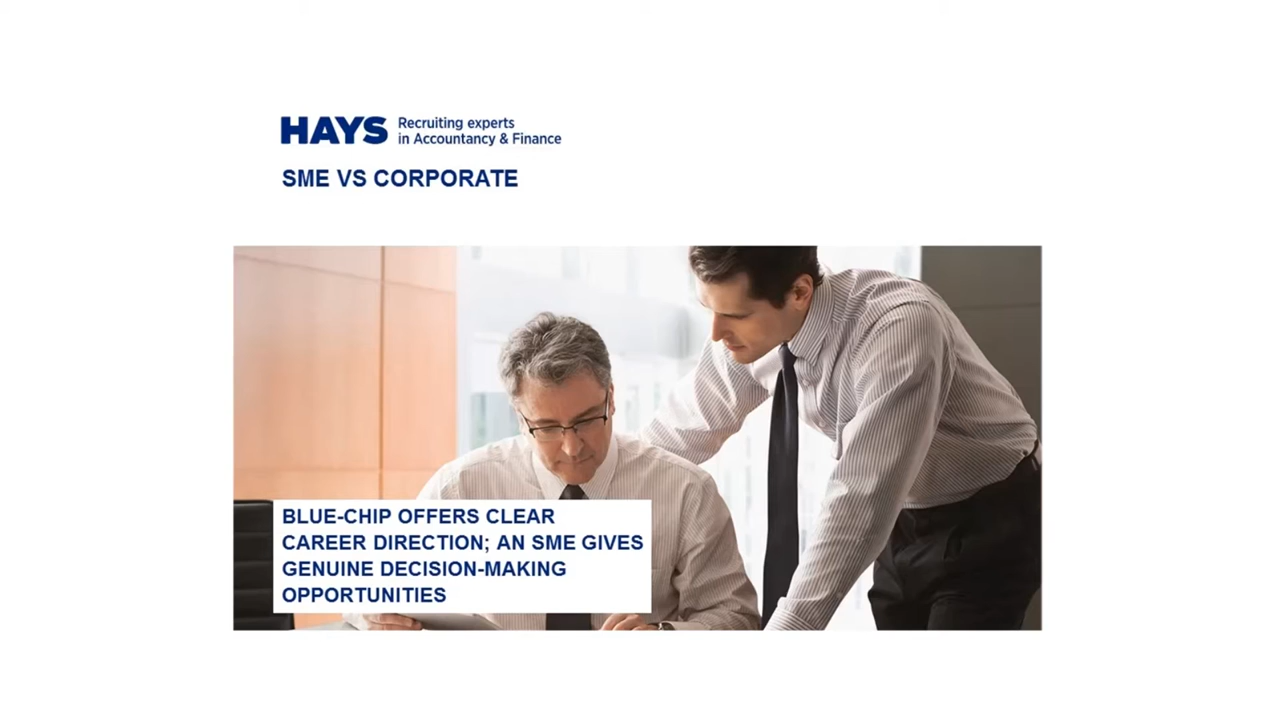 HAYS
Recruiting experts
in Accountancy & Finance
SME VS CORPORATE
BLUE-CHIP OFFERS CLEAR
CAREER DIRECTION; AN SME GIVES
GENUINE DECISION-MAKING
OPPORTUNITIES